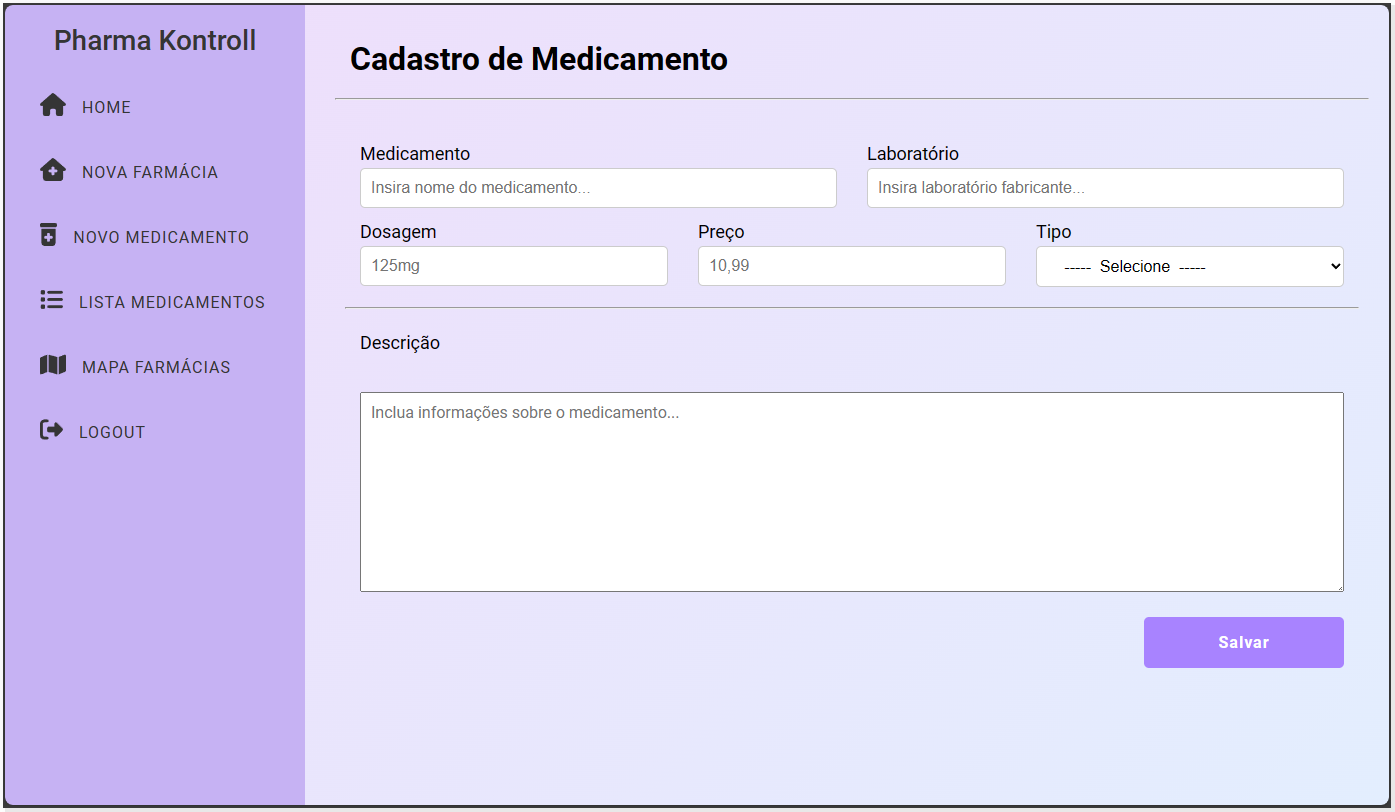 Pharma Kontroll
HOME
NOVA FARMÁCIA
NOVO MEDICAMENTO
LISTA MEDICAMENTOS
MAPA FARMÁCIAS
LOGOUT
Cadastro de Medicamento
Medicamento
Insira nome do medicamento...
Laboratório
Insira laboratório fabricante...
Dosagem
125mg
Preço
10,99
Tipo
----- Selecione -----
Descrição
Inclua informações sobre o medicamento...
Salvar